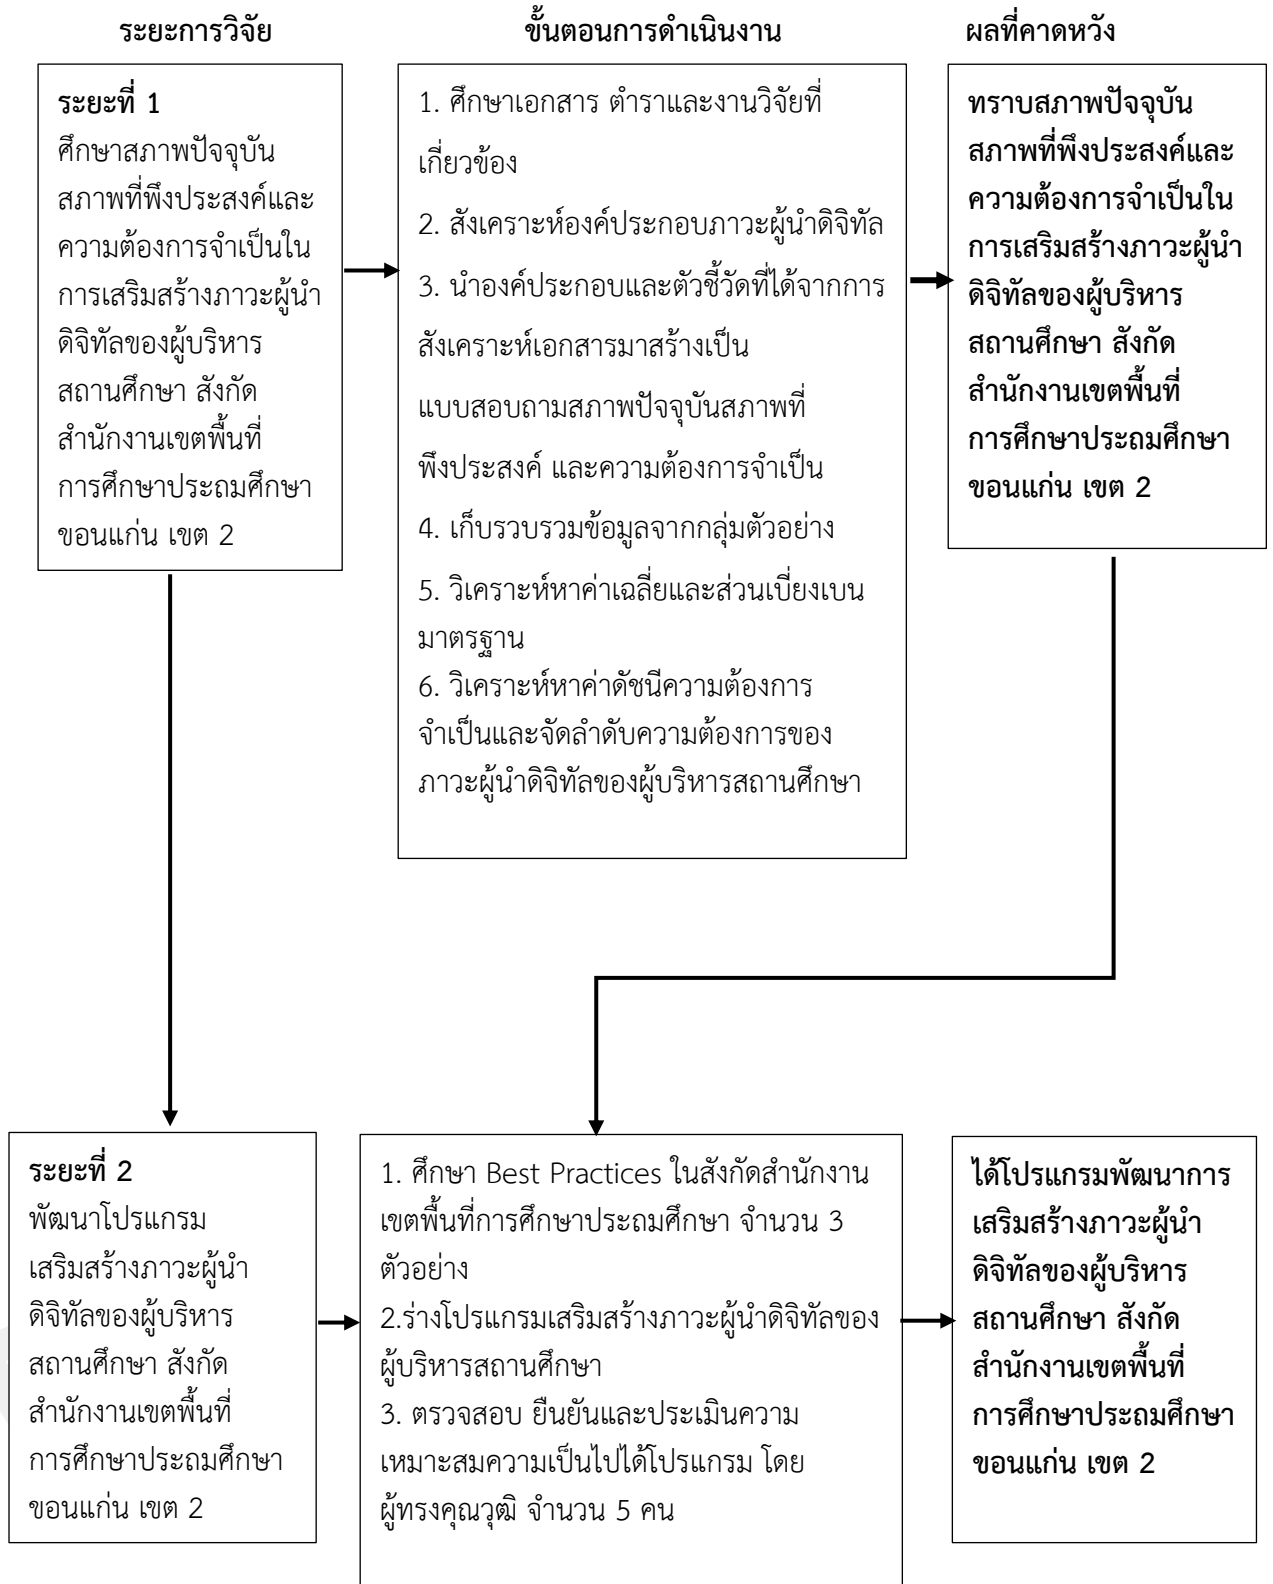 ระยะการวิจัย
ขั้นตอนการดำเนินงาน
ผลที่คาดหวัง
ระยะที่ 1
ศึกษาสภาพปัจจุบัน
สภาพที่พึงประสงค์และ
ความต้องการจำเป็นใน
การเสริมสร้างภาวะผู้นำ
ดิจิทัลของผู้บริหาร
สถานศึกษา สังกัด
สำนักงานเขตพื้นที่
การศึกษาประถมศึกษา
ขอนแก่น เขต 2
1. ศึกษาเอกสาร ตำราและงานวิจัยที่
เกี่ยวข้อง
2. สังเคราะห์องค์ประกอบภาวะผู้นำดิจิทัล
3. นำองค์ประกอบและตัวชี้วัดที่ได้จากการ
สังเคราะห์เอกสารมาสร้างเป็น
แบบสอบถามสภาพปัจจุบันสภาพที่
พึงประสงค์ และความต้องการจำเป็น
4. เก็บรวบรวมข้อมูลจากกลุ่มตัวอย่าง
5. วิเคราะห์หาค่าเฉลี่ยและส่วนเบี่ยงเบน
มาตรฐาน
6. วิเคราะห์หาค่าดัชนีความต้องการ
จำเป็นและจัดลำดับความต้องการของ
ภาวะผู้นำดิจิทัลของผู้บริหารสถานศึกษา
ทราบสภาพปัจจุบัน
สภาพที่พึงประสงค์และ
ความต้องการจำเป็นใน
การเสริมสร้างภาวะผู้นำ
ดิจิทัลของผู้บริหาร
สถานศึกษา สังกัด
สำนักงานเขตพื้นที่
การศึกษาประถมศึกษา
ขอนแก่น เขต 2
ระยะที่ 2
พัฒนาโปรแกรม
เสริมสร้างภาวะผู้นำ
ดิจิทัลของผู้บริหาร
สถานศึกษา สังกัด
สำนักงานเขตพื้นที่
การศึกษาประถมศึกษา
ขอนแก่น เขต 2
1. ศึกษา Best Practices ในสังกัดสำนักงาน
เขตพื้นที่การศึกษาประถมศึกษา จำนวน 3
ตัวอย่าง
2.ร่างโปรแกรมเสริมสร้างภาวะผู้นำดิจิทัลของ
ผู้บริหารสถานศึกษา
3. ตรวจสอบ ยืนยันและประเมินความ
เหมาะสมความเป็นไปได้โปรแกรม โดย
ผู้ทรงคุณวุฒิ จำนวน 5 คน
ได้โปรแกรมพัฒนาการ
เสริมสร้างภาวะผู้นำ
ดิจิทัลของผู้บริหาร
สถานศึกษา สังกัด
สำนักงานเขตพื้นที่
การศึกษาประถมศึกษา
ขอนแก่น เขต 2